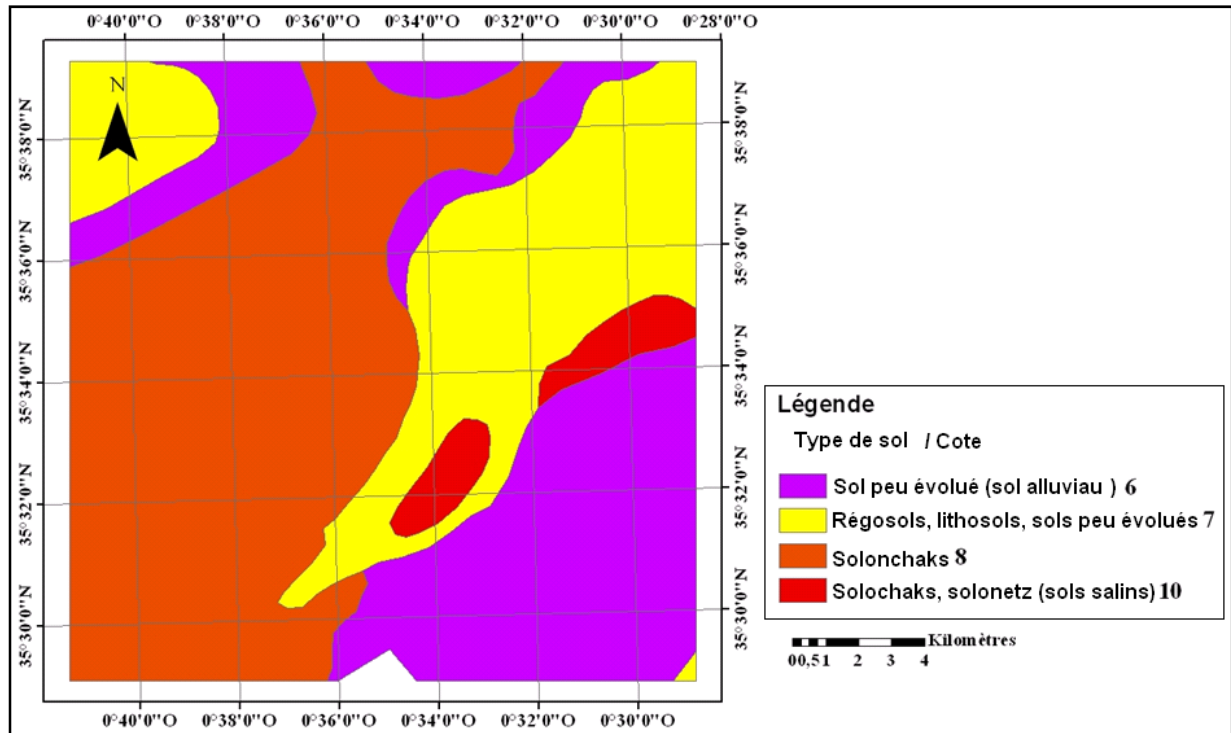 0°40'0"O 0°38'0"O 0°36'0"O 0°34'0"O 0°32'0"O 0°30'0"O 0°28'0"O
N
35°38'0"N
35°36'0"N
35°34'0"N
35°32'0"N
35°30'0"N
35°38'0"N
35°36'0"N
35°34'0"N
35°32'0"N
35°30'0"N
0°40'0"O 0°38'0"O 0°36'0"O 0°34'0"O 0°32'0"O 0°30'0"O
Légende
Type de sol / Cote
Sol peu évolué (sol alluviau ) 6
Régosols, lithosols, sols peu évolués 7
Solonchaks 8
Solochaks, solonetz (sols salins) 10
Kilomètres
00,51 2 3 4